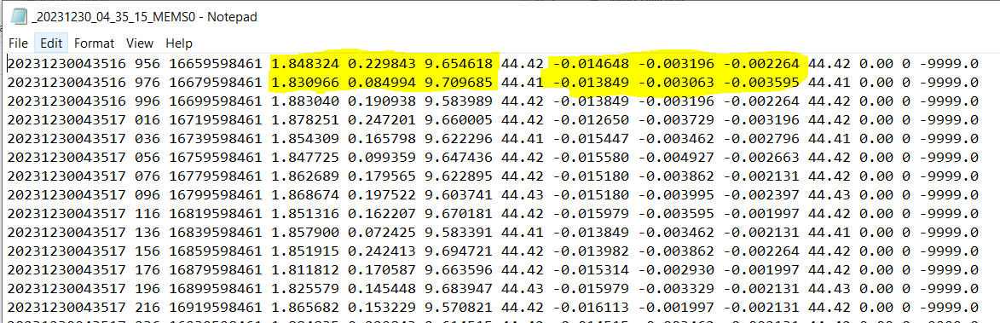 _20231230_04_35_15_MEMS0 - Notepad
File Edit Format View Help
20231230043516 956 16659598461 1.848324 0.229843 9.654618 44.42 -0.014648 -0.003196 -0.002264 44.42 0.00 0 -9999.0
20231230043516 976 16679598461 1.830966 0.084994 9.709685 44.41 -0.013849 -0.003063 -0.003595 44.41 0.00 0 -9999.0
20231230043516 996 16699598461 1.883040 0.190938 9.583989 44.42 -0.013849 -0.003196 -0.002264 44.42 0.00 0 -9999.0
20231230043517 016 16719598461 1.878251 0.247201 9.660005 44.42 -0.012650 -0.003729 -0.003196 44.42 0.00 0 -9999.0
20231230043517 036 16739598461 1.854309 0.165798 9.622296 44.41 -0.015447 -0.003462 -0.002796 44.41 0.00 0 -9999.0
20231230043517 056 16759598461 1.847725 0.099359 9.647436 44.42 -0.015580 -0.004927 -0.002663 44.42 0.00 0 -9999.0
20231230043517 076 16779598461 1.862689 0.179565 9.622895 44.42 -0.015180 -0.003862 -0.002131 44.42 0.00 0 -9999.0
20231230043517 096 16799598461 1.868674 0.197522 9.603741 44.43 -0.015180 -0.003995 -0.002397 44.43 0.00 0 -9999.0
20231230043517 116 16819598461 1.851316 0.162207 9.670181 44.42 -0.015979 -0.003595 -0.001997 44.42 0.00 0 -9999.0
20231230043517 136 16839598461 1.857900 0.072425 9.583391 44.41 -0.013849 -0.003462 -0.002131 44.41 0.00 0 -9999.0
20231230043517 156 16859598461 1.851915 0.242413 9.694721 44.42 -0.013982 -0.003862 -0.002264 44.42 0.00 0 -9999.0
20231230043517 176 16879598461 1.811812 0.170587 9.663596 44.42 -0.015314 -0.002930 -0.001997 44.42 0.00 0 -9999.0
20231230043517 196 16899598461 1.825579 0.145448 9.683947 44.43 -0.015979 -0.003329 -0.002131 44.43 0.00 0 -9999.0
20231230043517 216 16919598461 1.865682 0.153229 9.570821 44.42 -0.016113 -0.001997 -0.002131 44.42 0.00 0 -9999.0